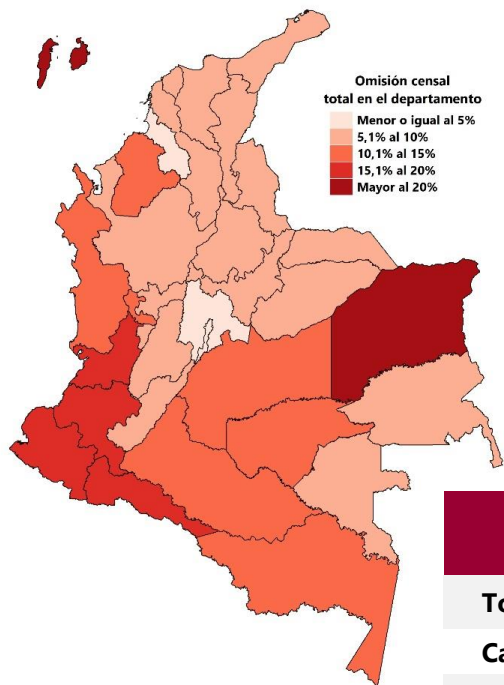 Omisión censal
total en el departamento
Menor o igual al 5%
5,1% al 10%
10,1% al 15%
15,1% al 20%
Mayor al 20%